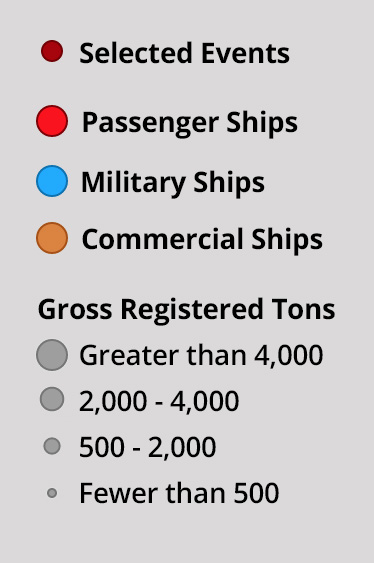 Selected Events
Passenger Ships
Military Ships
Commercial Ships
Gross Registered Tons
Greater than 4,000
2,000 - 4,000
500 - 2,000
Fewer than 500